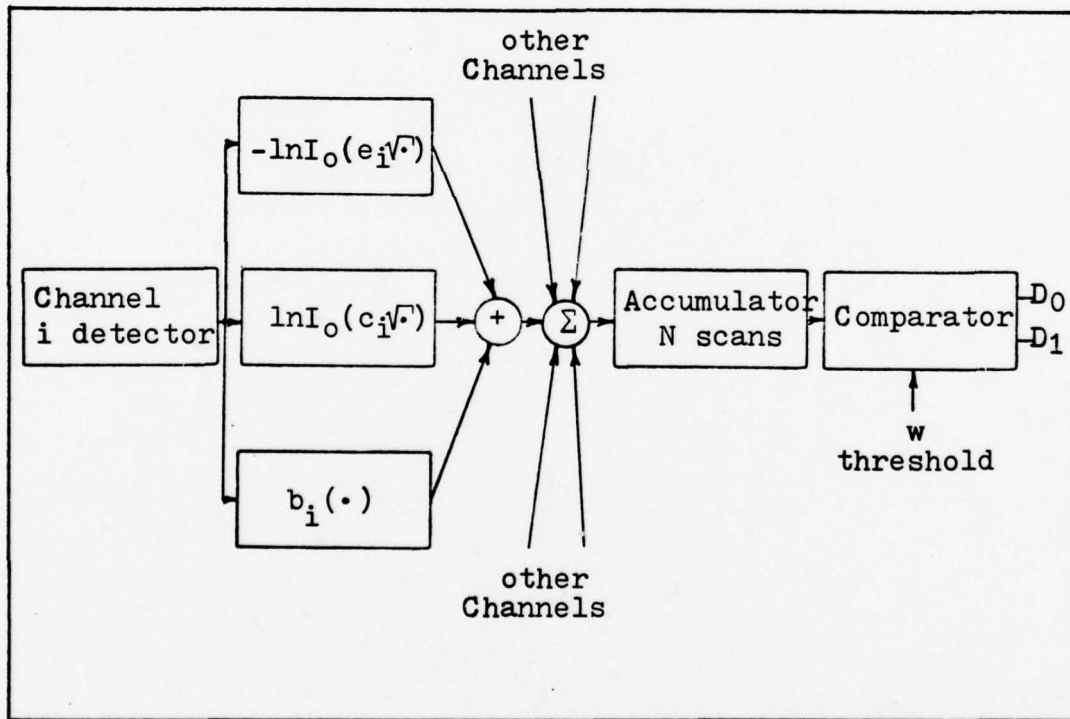 other
Channels
-lnI₀(eᵢ√·)
Channel
i detector
lnI₀(cᵢ√·)
+
Σ
Accumulator
N scans
Comparator
D₀
D₁
w
threshold
bᵢ(·)
other
Channels